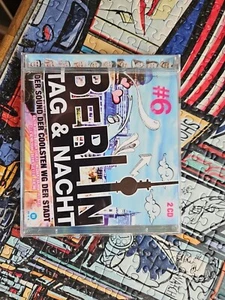 #6
BERLIN
TAG & NACHT
DER SOUND DER COOLSTEN WG DER STADT
2 CD